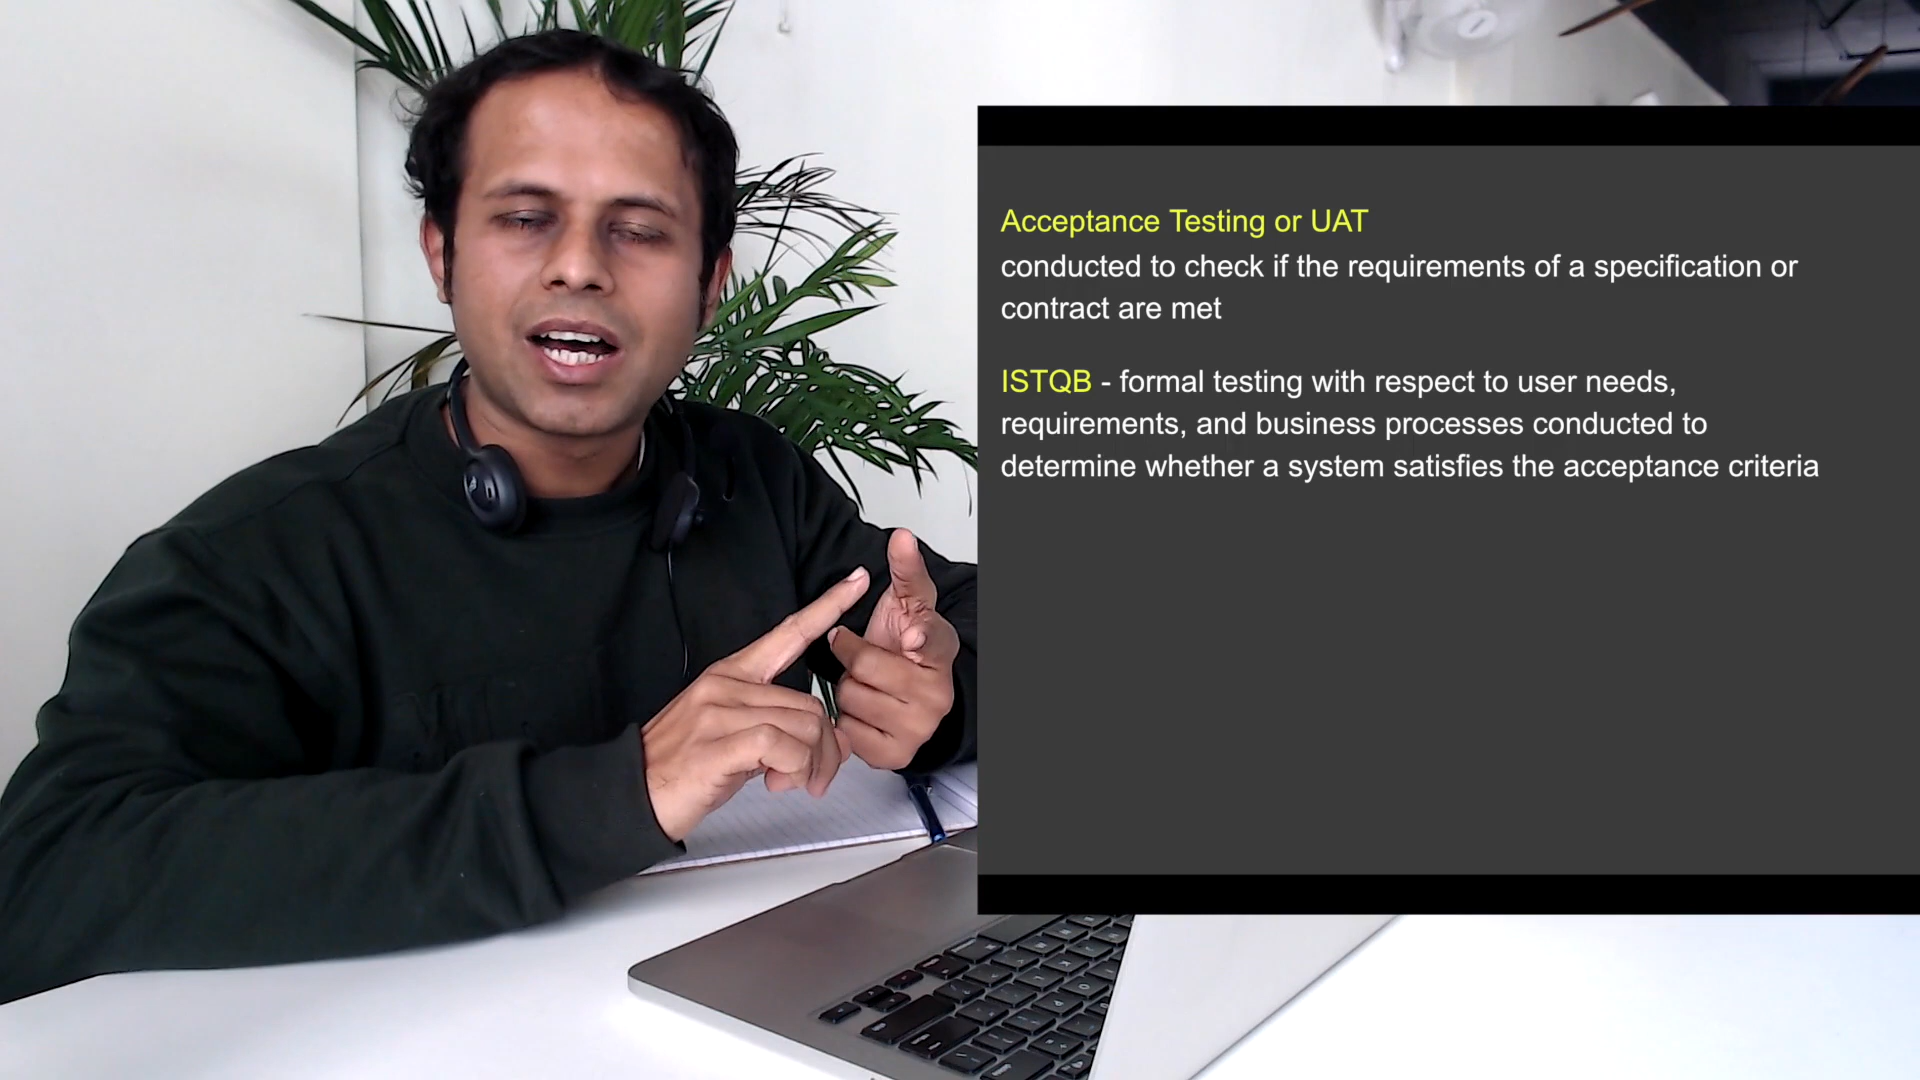 Acceptance Testing or UAT
conducted to check if the requirements of a specification or
contract are met
ISTQB - formal testing with respect to user needs,
requirements, and business processes conducted to
determine whether a system satisfies the acceptance criteria